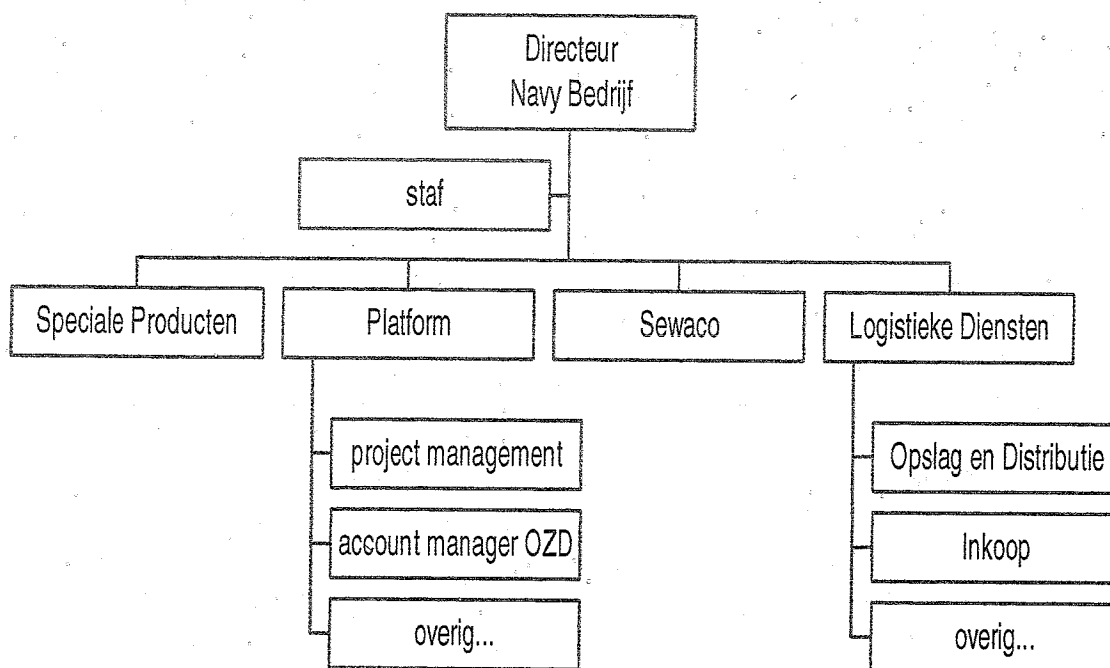 Directeur
Navy Bedrijf
staf
Speciale Producten
Platform
Sewaco
Logistieke Diensten
project management
account manager OZD
overig...
Opslag en Distributie
Inkoop
overig...